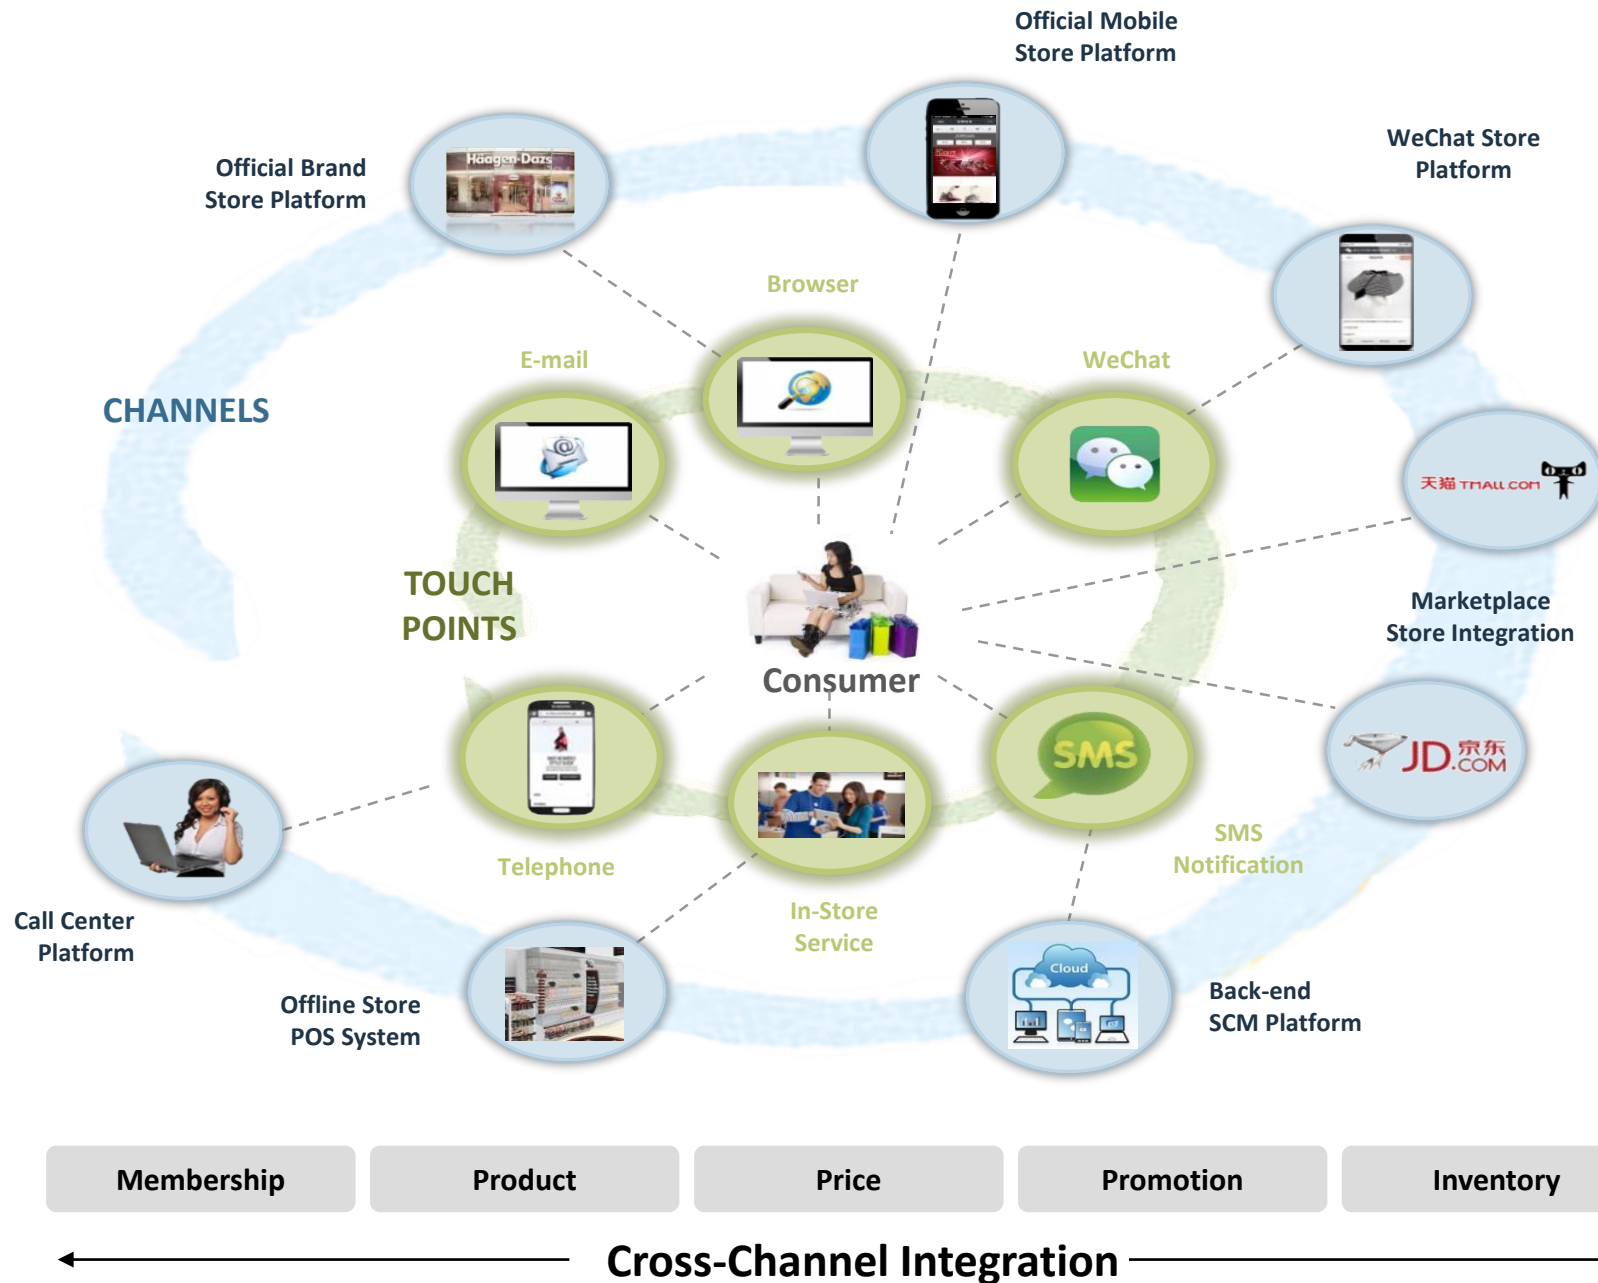 Official Mobile
Store Platform
WeChat Store
Platform
Official Brand
Store Platform
Häagen-Dazs
Browser
E-mail
WeChat
CHANNELS
天猫 TMALL.COM
TOUCH
POINTS
Marketplace
Store Integration
Consumer
SMS
JD 京东
.COM
SMS
Notification
Telephone
In-Store
Service
Call Center
Platform
Cloud
Offline Store
POS System
Back-end
SCM Platform
Membership
Product
Price
Promotion
Inventory
Cross-Channel Integration